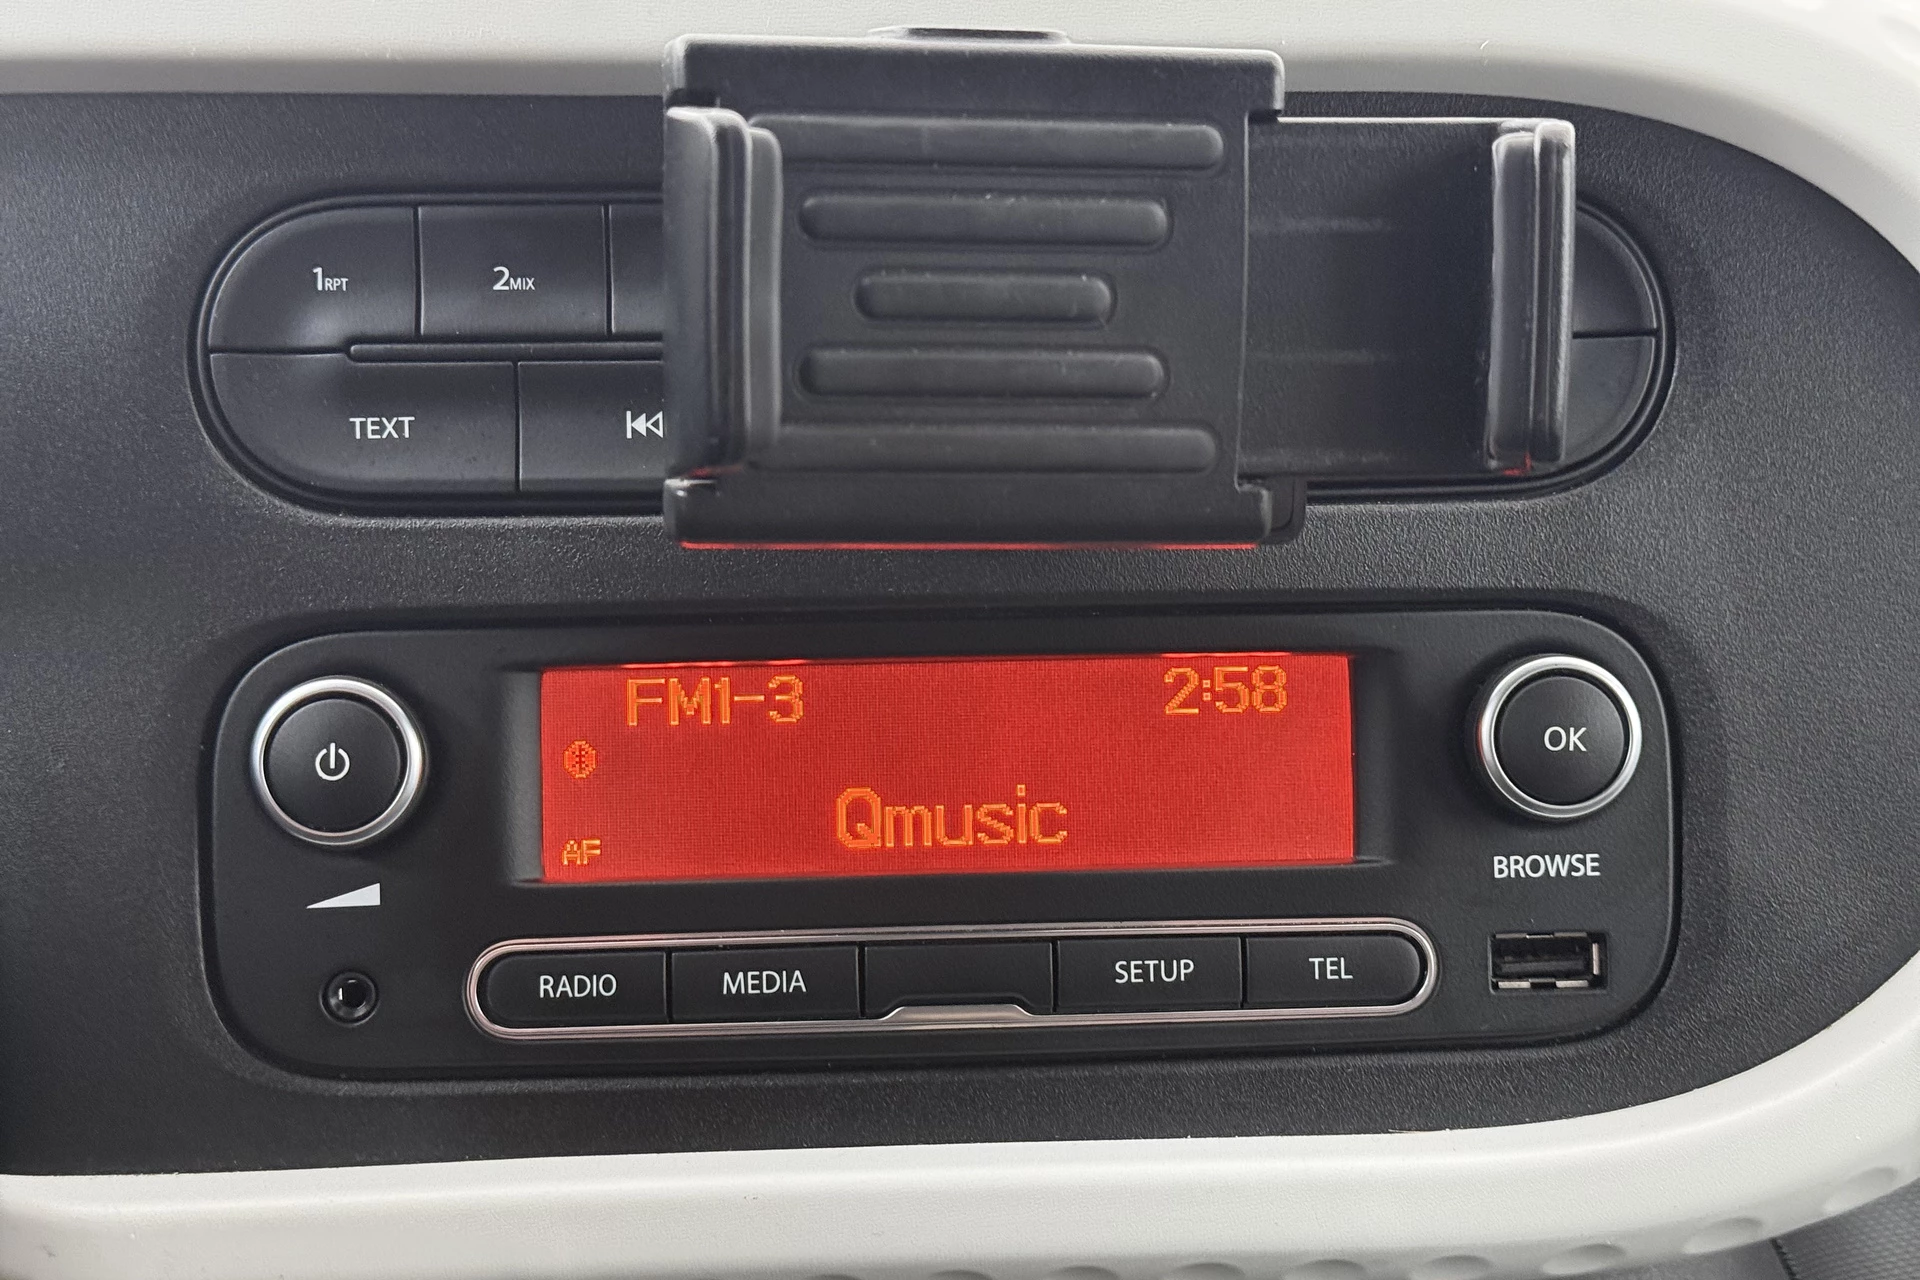 1RPT 2MIX
TEXT
FM1-3 2:58
Qmusic
AF
OK
BROWSE
RADIO MEDIA SETUP TEL